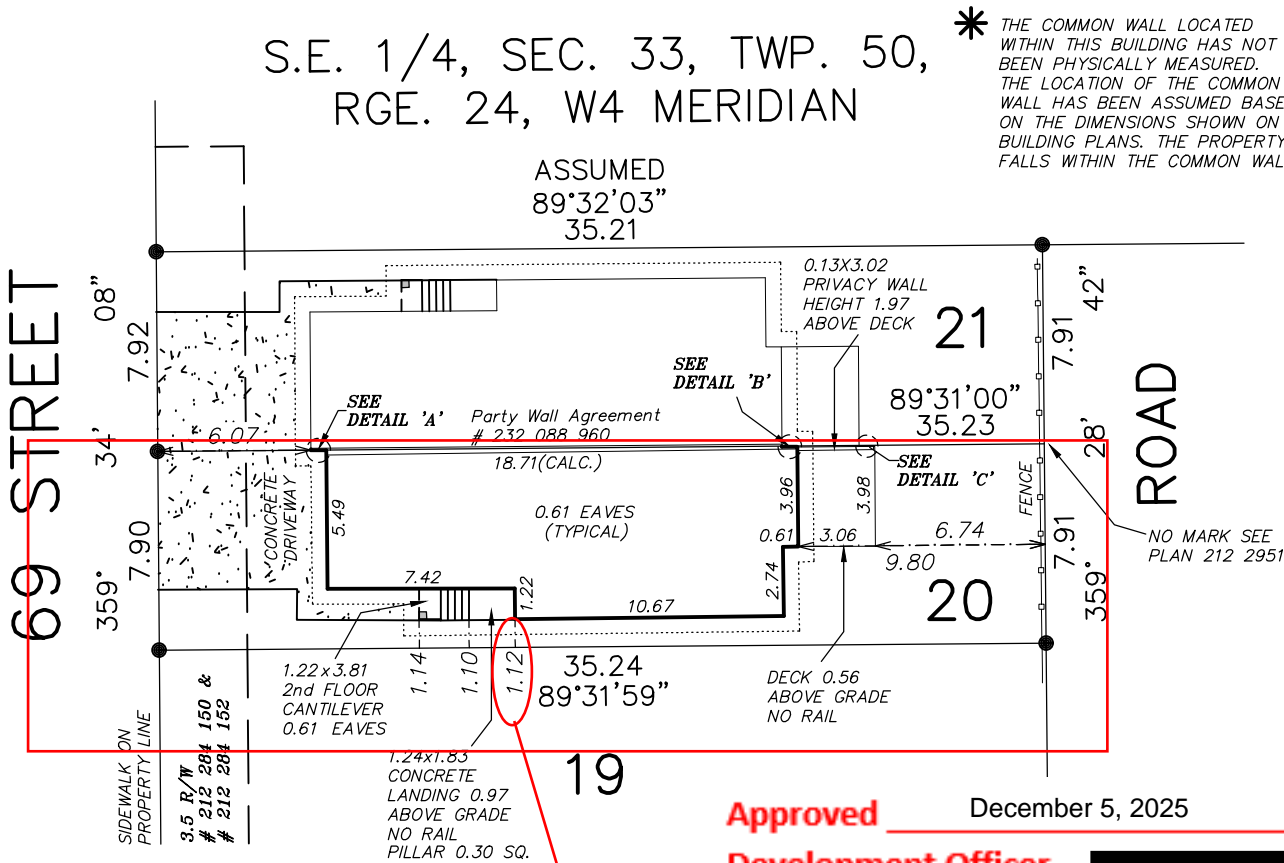 S.E. 1/4, SEC. 33, TWP. 50,
RGE. 24, W4 MERIDIAN
✱ THE COMMON WALL LOCATED
WITHIN THIS BUILDING HAS NOT
BEEN PHYSICALLY MEASURED.
THE LOCATION OF THE COMMON
WALL HAS BEEN ASSUMED BASE
ON THE DIMENSIONS SHOWN ON
BUILDING PLANS. THE PROPERTY
FALLS WITHIN THE COMMON WAL
ASSUMED
89°32'03"
35.21
69 STREET
359° 34' 08"
7.92
7.90
0.13X3.02
PRIVACY WALL
HEIGHT 1.97
ABOVE DECK
21
7.91
359° 28' 42"
7.91
ROAD
SEE
DETAIL 'A'
Party Wall Agreement
# 232 088 960
SEE
DETAIL 'B'
89°31'00"
35.23
6.07
18.71(CALC.)
SEE
DETAIL 'C'
FENCE
NO MARK SEE
PLAN 212 2951
CONCRETE
DRIVEWAY
5.49
0.61 EAVES
(TYPICAL)
3.96
3.98
0.61
3.06
6.74
9.80
7.42
1.22
10.67
2.74
20
1.14
1.10
1.12
35.24
89°31'59"
1.22x3.81
2nd FLOOR
CANTILEVER
0.61 EAVES
DECK 0.56
ABOVE GRADE
NO RAIL
SIDEWALK ON
PROPERTY LINE
3.5 R/W
# 212 284 150 &
# 212 284 152
1.24x1.83
CONCRETE
LANDING 0.97
ABOVE GRADE
NO RAIL
PILLAR 0.30 SQ.
19
Approved December 5, 2025
Development Officer